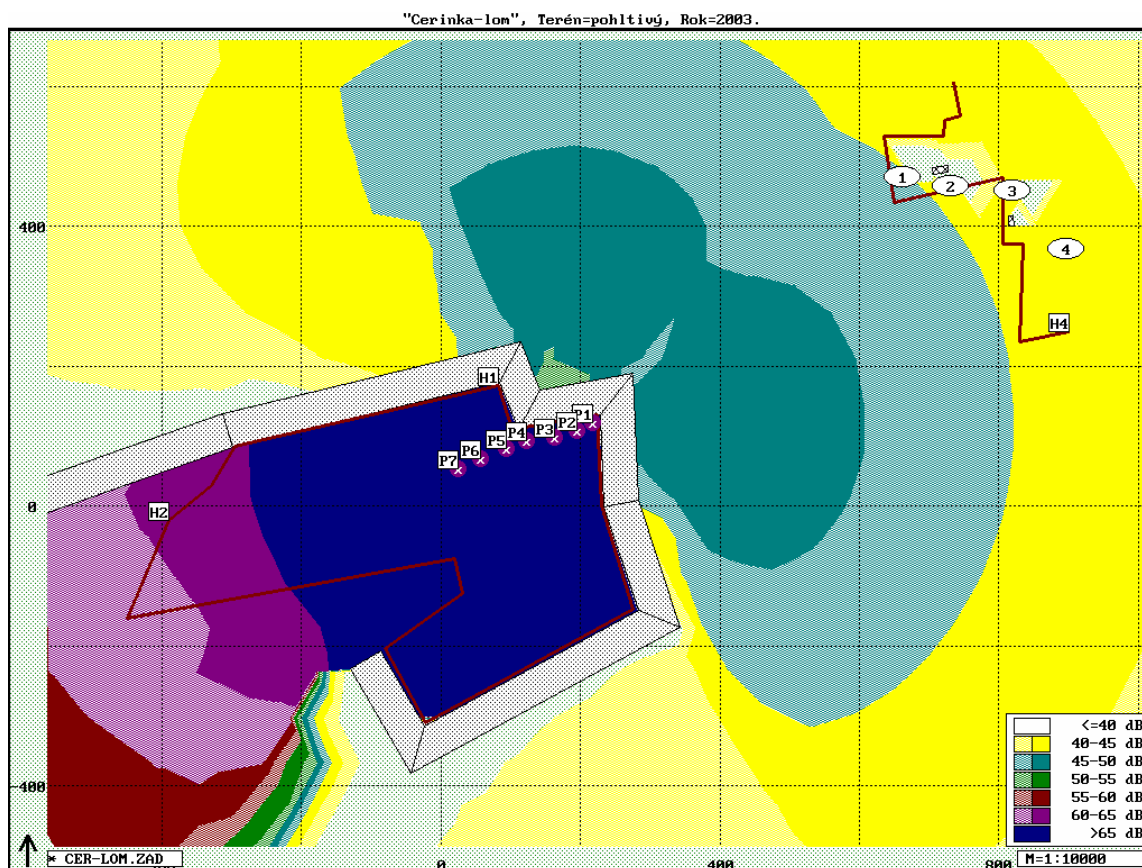 "Cerinka-lom", Terén=pohltivý, Rok=2003.
1
2
3
400
4
H4
H1
P1
P2
P3
P4
P5
P6
P7
0
H2
<=40 dB
40-45 dB
45-50 dB
50-55 dB
-400
55-60 dB
60-65 dB
>65 dB
* CER-LOM.ZAD
0
400
800
M=1:10000